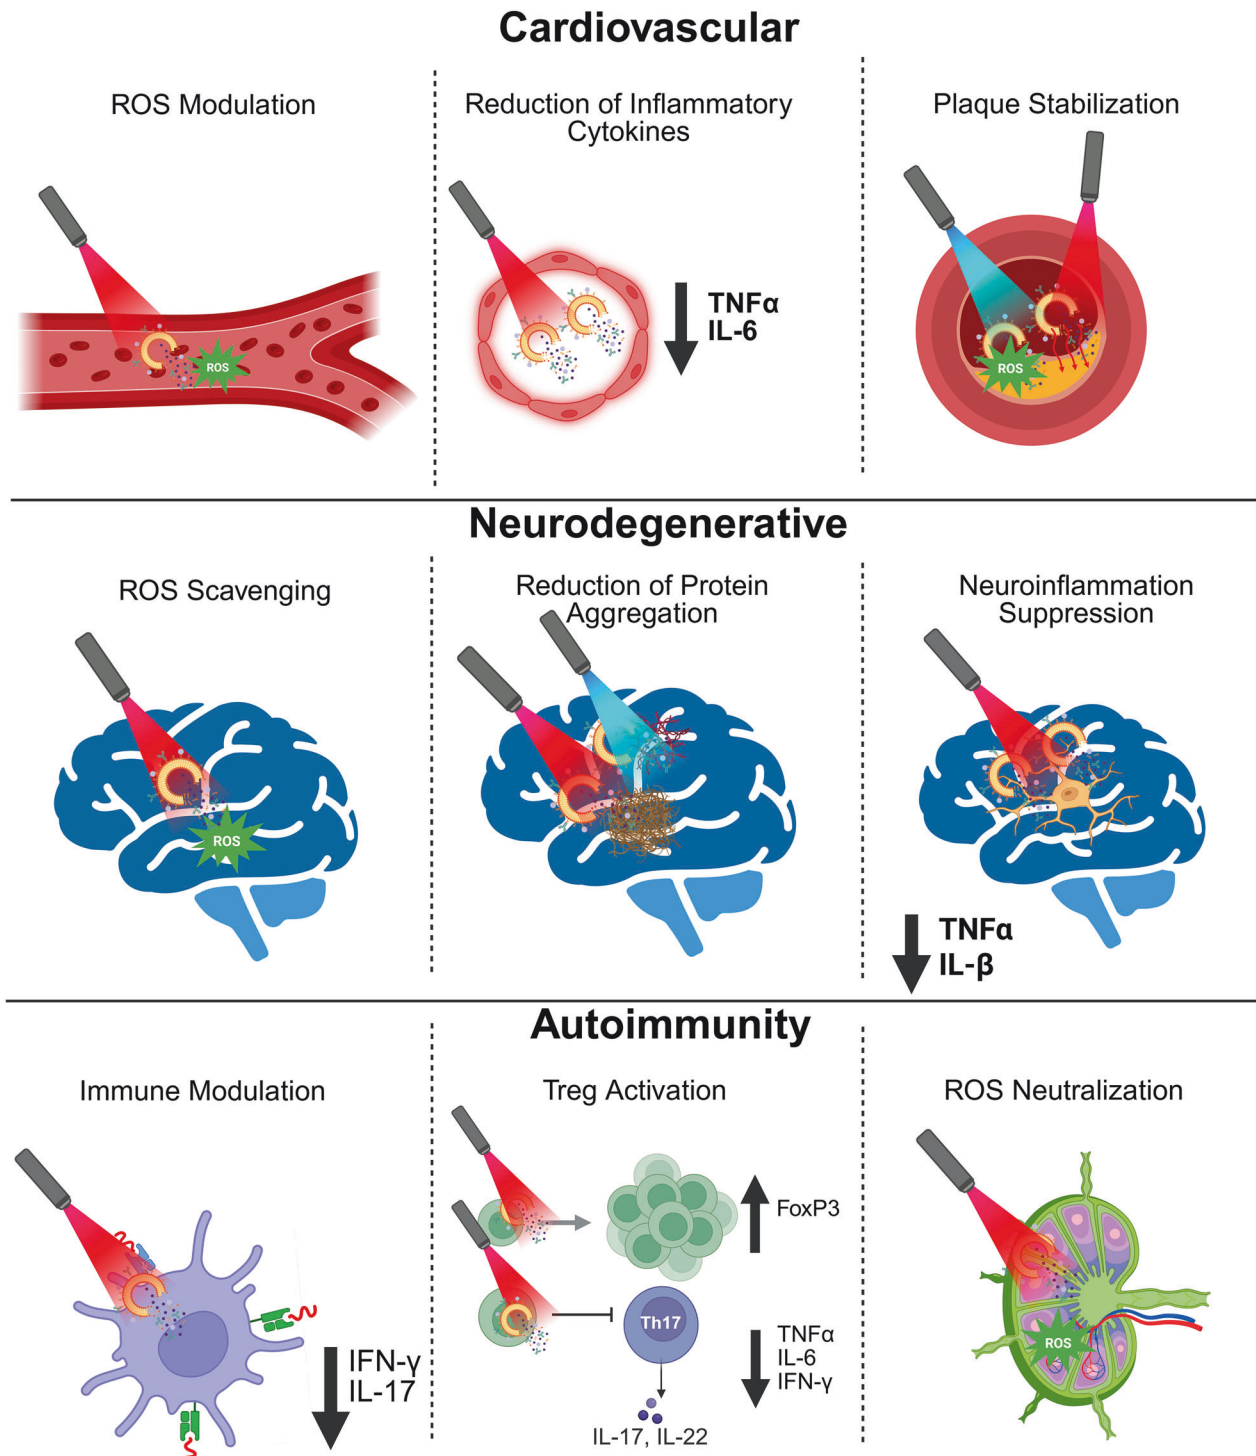 Cardiovascular
ROS Modulation
Reduction of Inflammatory
Cytokines
Plaque Stabilization
ROS
TNFα
IL-6
ROS
Neurodegenerative
ROS Scavenging
Reduction of Protein
Aggregation
Neuroinflammation
Suppression
ROS
TNFα
IL-β
Autoimmunity
Immune Modulation
Treg Activation
ROS Neutralization
IFN-γ
IL-17
FoxP3
Th17
TNFα
IL-6
IFN-γ
IL-17, IL-22
ROS